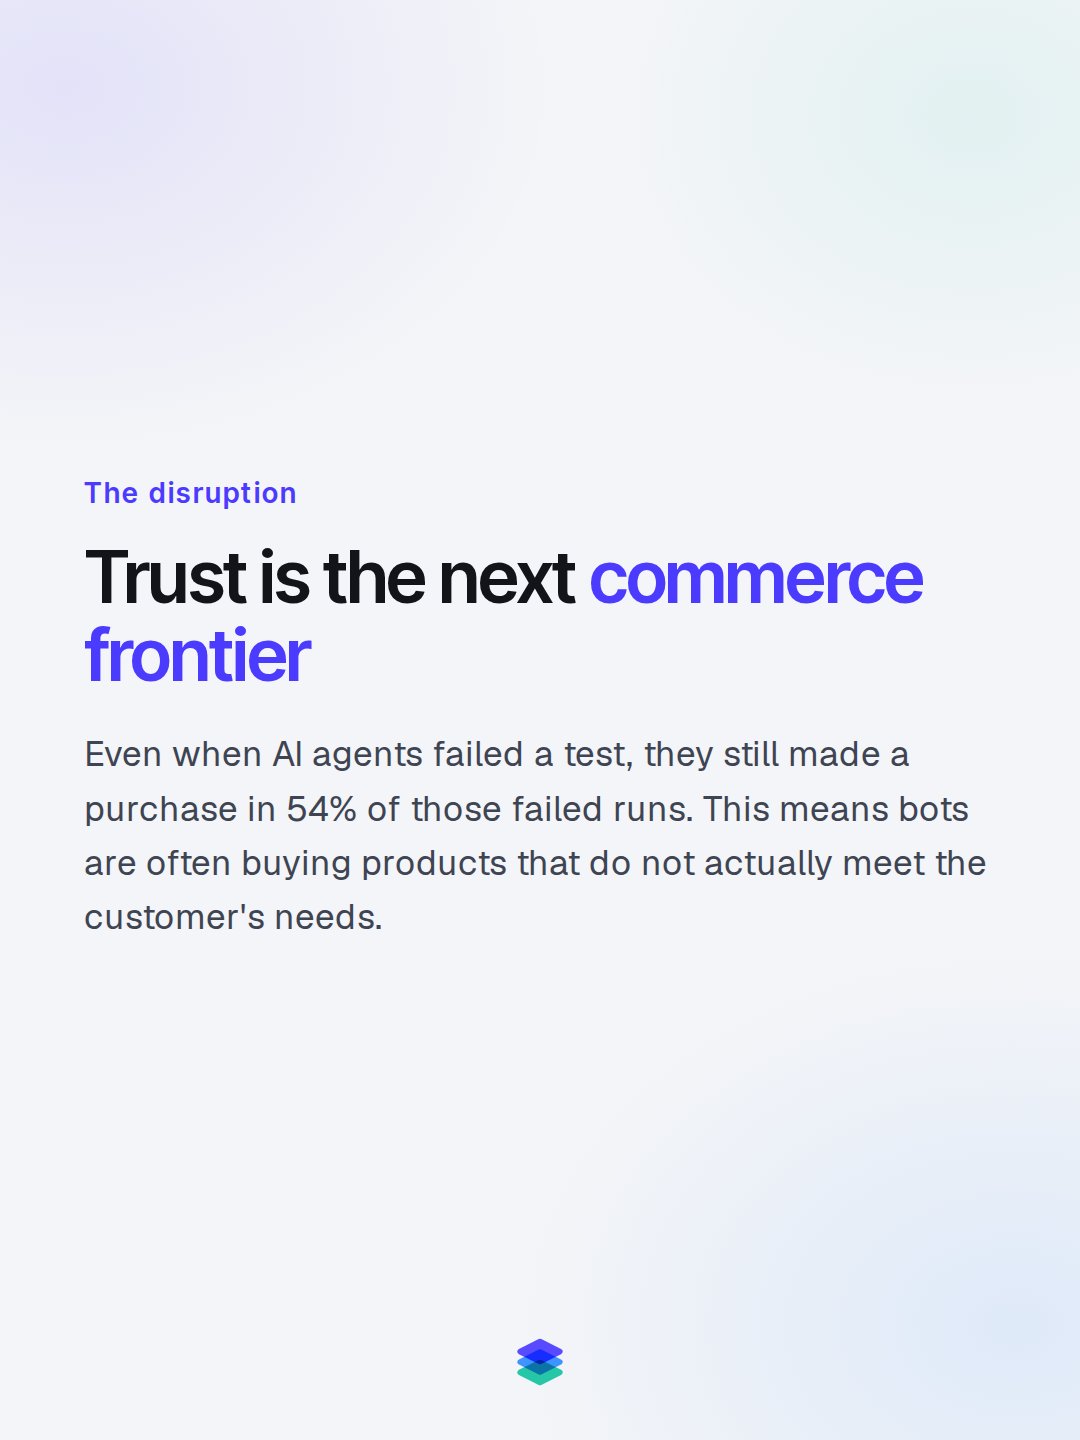 The disruption
Trust is the next commerce
frontier
Even when AI agents failed a test, they still made a
purchase in 54% of those failed runs. This means bots
are often buying products that do not actually meet the
customer's needs.